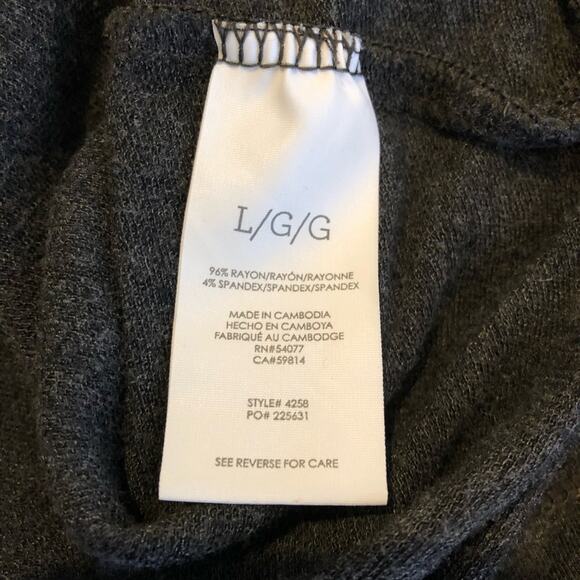 L/G/G
96% RAYON/RAYÓN/RAYONNE
4% SPANDEX/SPANDEX/SPANDEX
MADE IN CAMBODIA
HECHO EN CAMBOYA
FABRIQUÉ AU CAMBODGE
RN#54077
CA#59814
STYLE# 4258
PO# 225631
SEE REVERSE FOR CARE